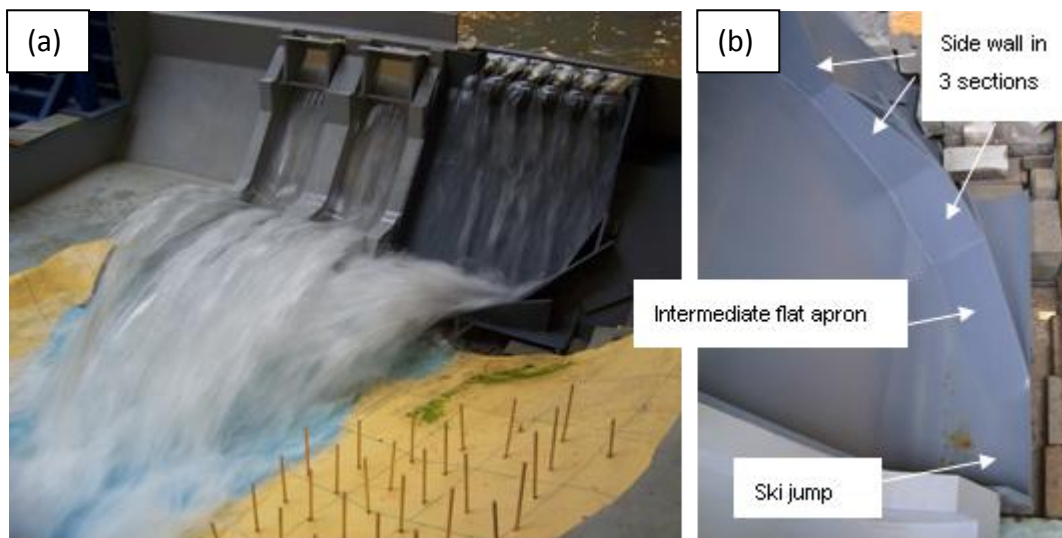 (a)
(b)
Side wall in
3 sections
Intermediate flat apron
Ski jump